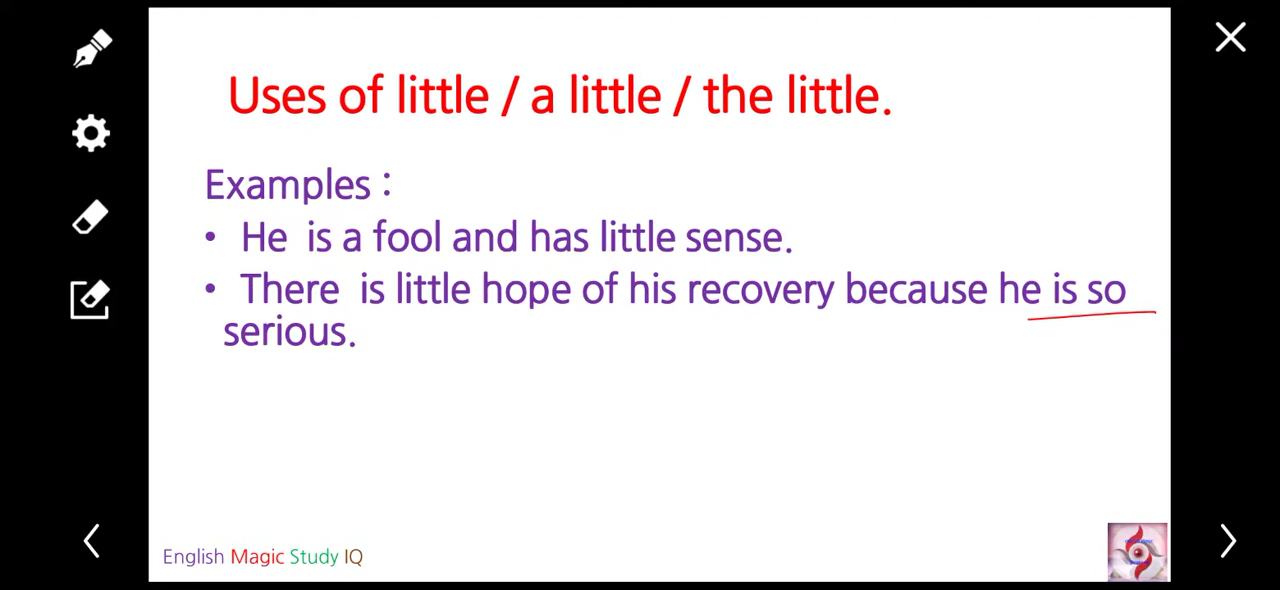 Uses of little / a little / the little.
Examples :
• He is a fool and has little sense.
• There is little hope of his recovery because he is so
serious.
English Magic Study IQ